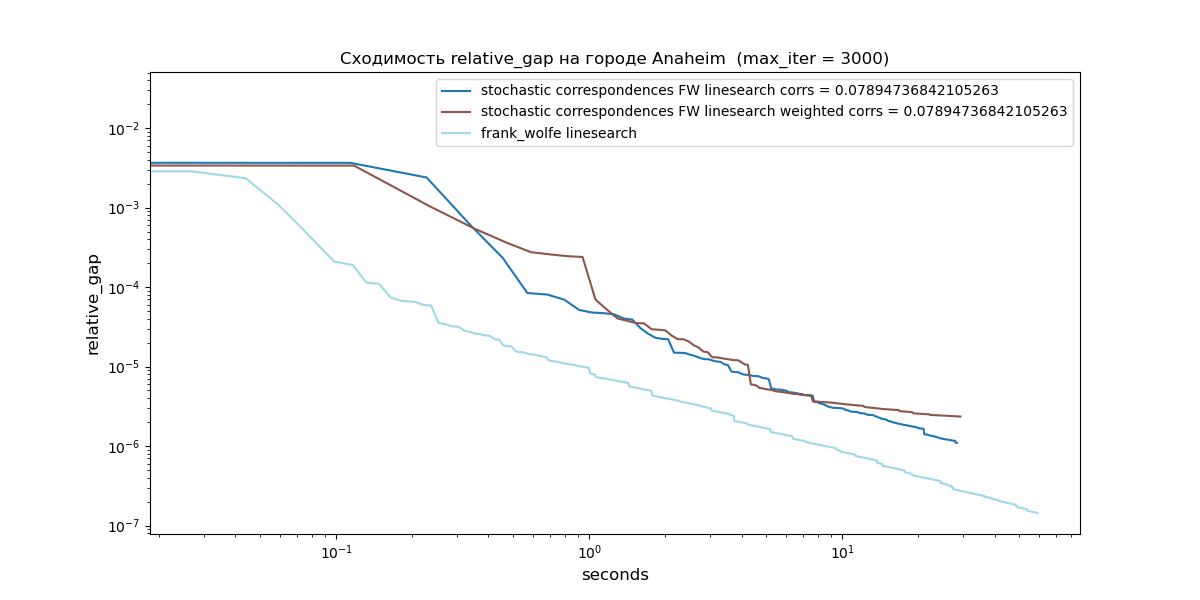 Сходимость relative_gap на городе Anaheim  (max_iter = 3000)
stochastic correspondences FW linesearch corrs = 0.07894736842105263
stochastic correspondences FW linesearch weighted corrs = 0.07894736842105263
frank_wolfe linesearch
relative_gap
10⁻²
10⁻³
10⁻⁴
10⁻⁵
10⁻⁶
10⁻⁷
10⁻¹ 10⁰ 10¹
seconds